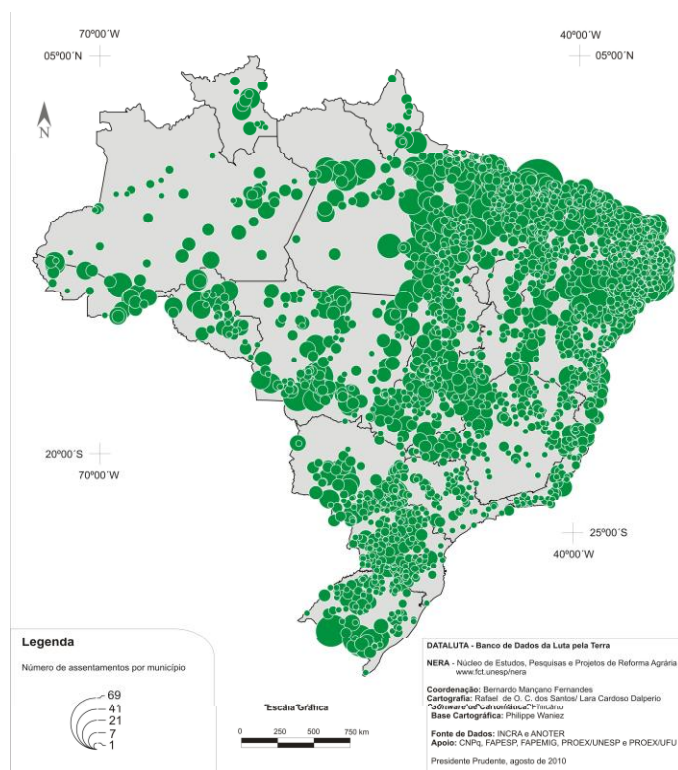 70º00´W
40º00´W
05º00´N
05º00´N
N
20º00´S
70º00´W
25º00´S
40º00´W
Legenda
Número de assentamentos por município
69
41
21
7
1
Escala Gráfica
0 250 500 750 km
DATALUTA - Banco de Dados da Luta pela Terra
NERA - Núcleo de Estudos, Pesquisas e Projetos de Reforma Agrária
www.fct.unesp/nera
Coordenação: Bernardo Mançano Fernandes
Cartografia: Rafael de O. C. dos Santos/ Lara Cardoso Dalperio
Software de Cartomática: Philcarto
Base Cartográfica: Philippe Waniez
Fonte de Dados: INCRA e ANOTER
Apoio: CNPq, FAPESP, FAPEMIG, PROEX/UNESP e PROEX/UFU
Presidente Prudente, agosto de 2010